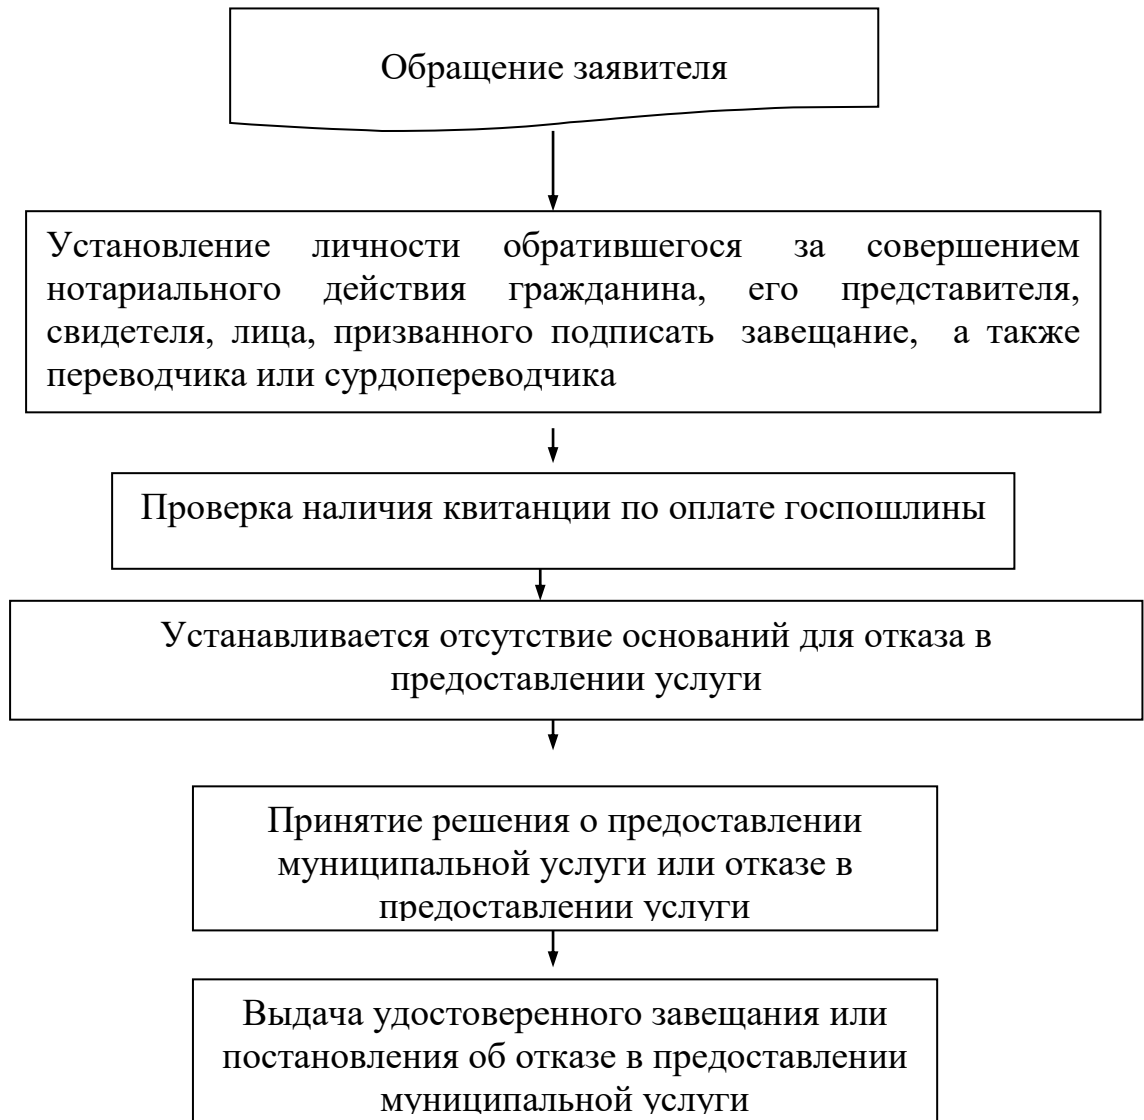 Обращение заявителя
Установление личности обратившегося за совершением
нотариального действия гражданина, его представителя,
свидетеля, лица, призванного подписать завещание, а также
переводчика или сурдопереводчика
Проверка наличия квитанции по оплате госпошлины
Устанавливается отсутствие оснований для отказа в
предоставлении услуги
Принятие решения о предоставлении
муниципальной услуги или отказе в
предоставлении услуги
Выдача удостоверенного завещания или
постановления об отказе в предоставлении
муниципальной услуги